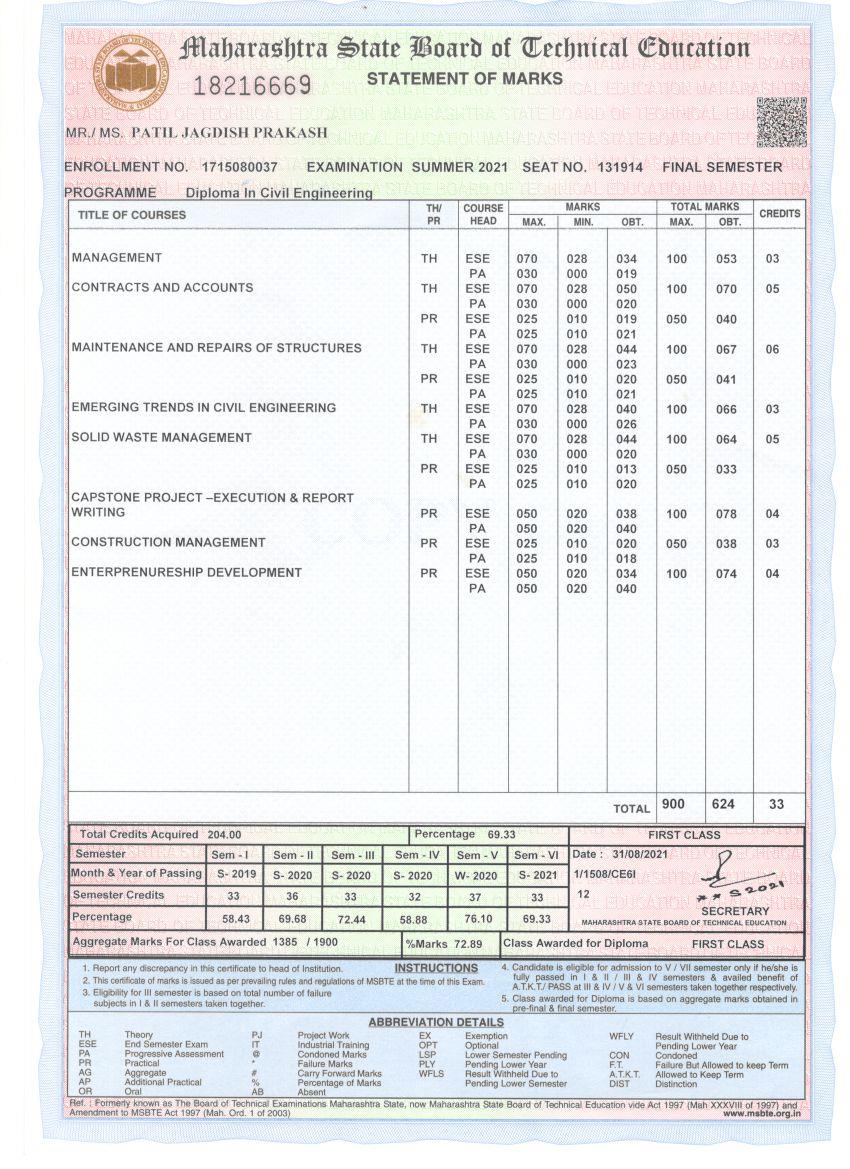 Maharashtra State Board of Technical Education
18216669
STATEMENT OF MARKS
MR./ MS. PATIL JAGDISH PRAKASH
ENROLLMENT NO. 1715080037 EXAMINATION SUMMER 2021 SEAT NO. 131914 FINAL SEMESTER
PROGRAMME Diploma In Civil Engineering
TITLE OF COURSES TH/ PR COURSE HEAD MARKS TOTAL MARKS CREDITS
MAX. MIN. OBT. MAX. OBT.
MANAGEMENT TH ESE 070 028 034 100 053 03
PA 030 000 019
CONTRACTS AND ACCOUNTS TH ESE 070 028 050 100 070 05
PA 030 000 020
PR ESE 025 010 019 050 040
PA 025 010 021
MAINTENANCE AND REPAIRS OF STRUCTURES TH ESE 070 028 044 100 067 06
PA 030 000 023
PR ESE 025 010 020 050 041
PA 025 010 021
EMERGING TRENDS IN CIVIL ENGINEERING TH ESE 070 028 040 100 066 03
PA 030 000 026
SOLID WASTE MANAGEMENT TH ESE 070 028 044 100 064 05
PA 030 000 020
PR ESE 025 010 013 050 033
PA 025 010 020
CAPSTONE PROJECT –EXECUTION & REPORT
WRITING PR ESE 050 020 038 100 078 04
PA 050 020 040
CONSTRUCTION MANAGEMENT PR ESE 025 010 020 050 038 03
PA 025 010 018
ENTERPRENURESHIP DEVELOPMENT PR ESE 050 020 034 100 074 04
PA 050 020 040
TOTAL 900 624 33
Total Credits Acquired 204.00 Percentage 69.33 FIRST CLASS
Semester Sem - I Sem - II Sem - III Sem - IV Sem - V Sem - VI Date : 31/08/2021
Month & Year of Passing S- 2019 S- 2020 S- 2020 S- 2020 W- 2020 S- 2021 1/1508/CE6I
Semester Credits 33 36 33 32 37 33 12
** S2021
Percentage 58.43 69.68 72.44 58.88 76.10 69.33 SECRETARY
MAHARASHTRA STATE BOARD OF TECHNICAL EDUCATION
Aggregate Marks For Class Awarded 1385 / 1900 %Marks 72.89 Class Awarded for Diploma FIRST CLASS
INSTRUCTIONS
1. Report any discrepancy in this certificate to head of Institution.
2. This certificate of marks is issued as per prevailing rules and regulations of MSBTE at the time of this Exam.
3. Eligibility for III semester is based on total number of failure
subjects in I & II semesters taken together.
4. Candidate is eligible for admission to V / VII semester only if he/she is
fully passed in I & II / III & IV semesters & availed benefit of
A.T.K.T./ PASS at III & IV / V & VI semesters taken together respectively.
5. Class awarded for Diploma is based on aggregate marks obtained in
pre-final & final semester.
ABBREVIATION DETAILS
TH Theory PJ Project Work EX Exemption WFLY Result Withheld Due to
ESE End Semester Exam IT Industrial Training OPT Optional Pending Lower Year
PA Progressive Assessment @ Condoned Marks LSP Lower Semester Pending CON Condoned
PR Practical * Failure Marks PLY Pending Lower Year F.T. Failure But Allowed to keep Term
AG Aggregate # Carry Forward Marks WFLS Result Withheld Due to A.T.K.T. Allowed to Keep Term
AP Additional Practical % Percentage of Marks Pending Lower Semester DIST Distinction
OR Oral AB Absent
Ref. : Formerly known as The Board of Technical Examinations Maharashtra State, now Maharashtra State Board of Technical Education vide Act 1997 (Mah XXXVIII of 1997) and
Amendment to MSBTE Act 1997 (Mah. Ord. 1 of 2003) www.msbte.org.in